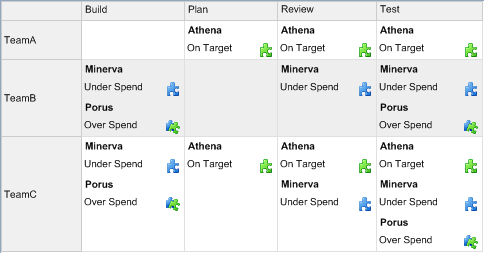 Build Plan Review Test
TeamA
Athena Athena Athena
On Target On Target On Target
TeamB
Minerva Minerva Minerva
Under Spend Under Spend Under Spend
Porus Porus
Over Spend Over Spend
TeamC
Minerva Athena Athena Athena
Under Spend On Target On Target On Target
Porus Minerva Minerva
Over Spend Under Spend Under Spend
Porus
Over Spend